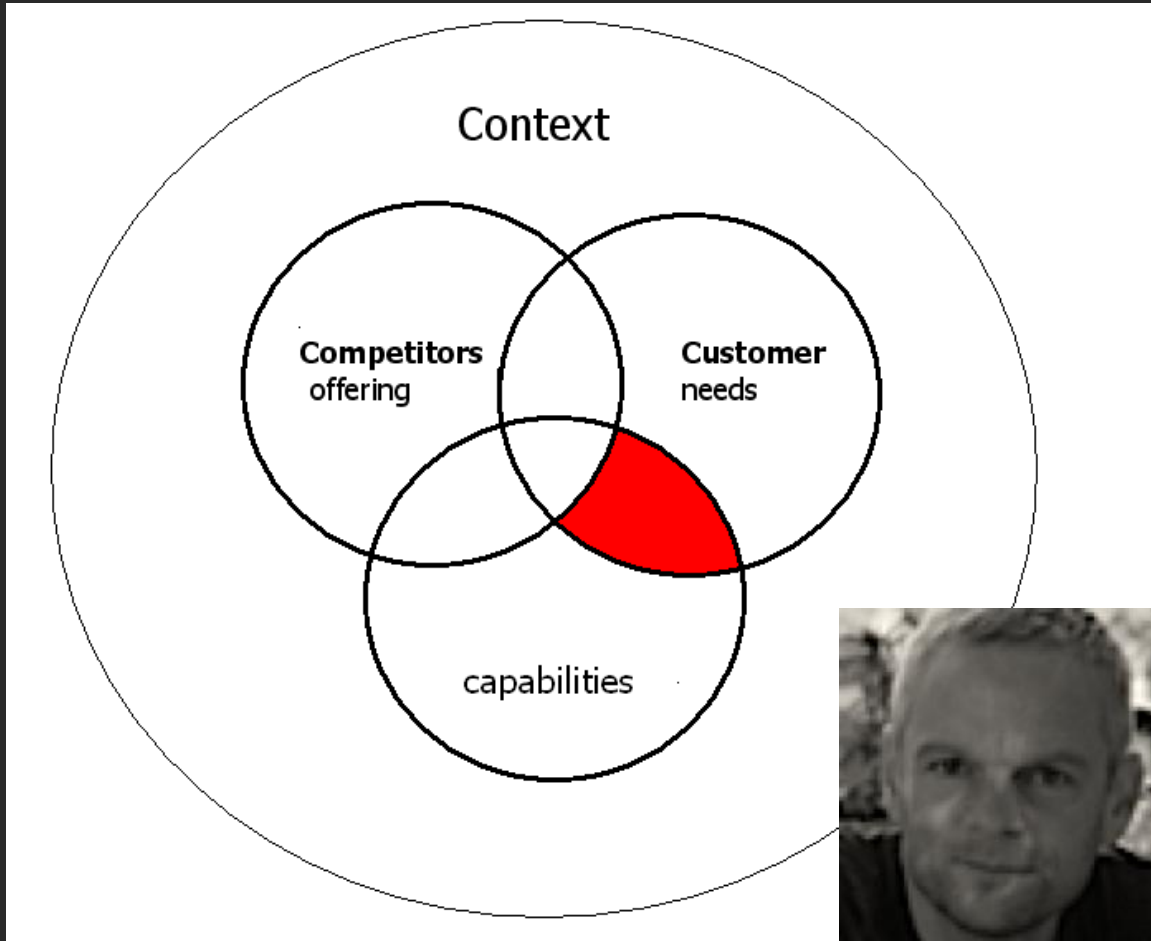 Context
Competitors
offering
Customer
needs
capabilities